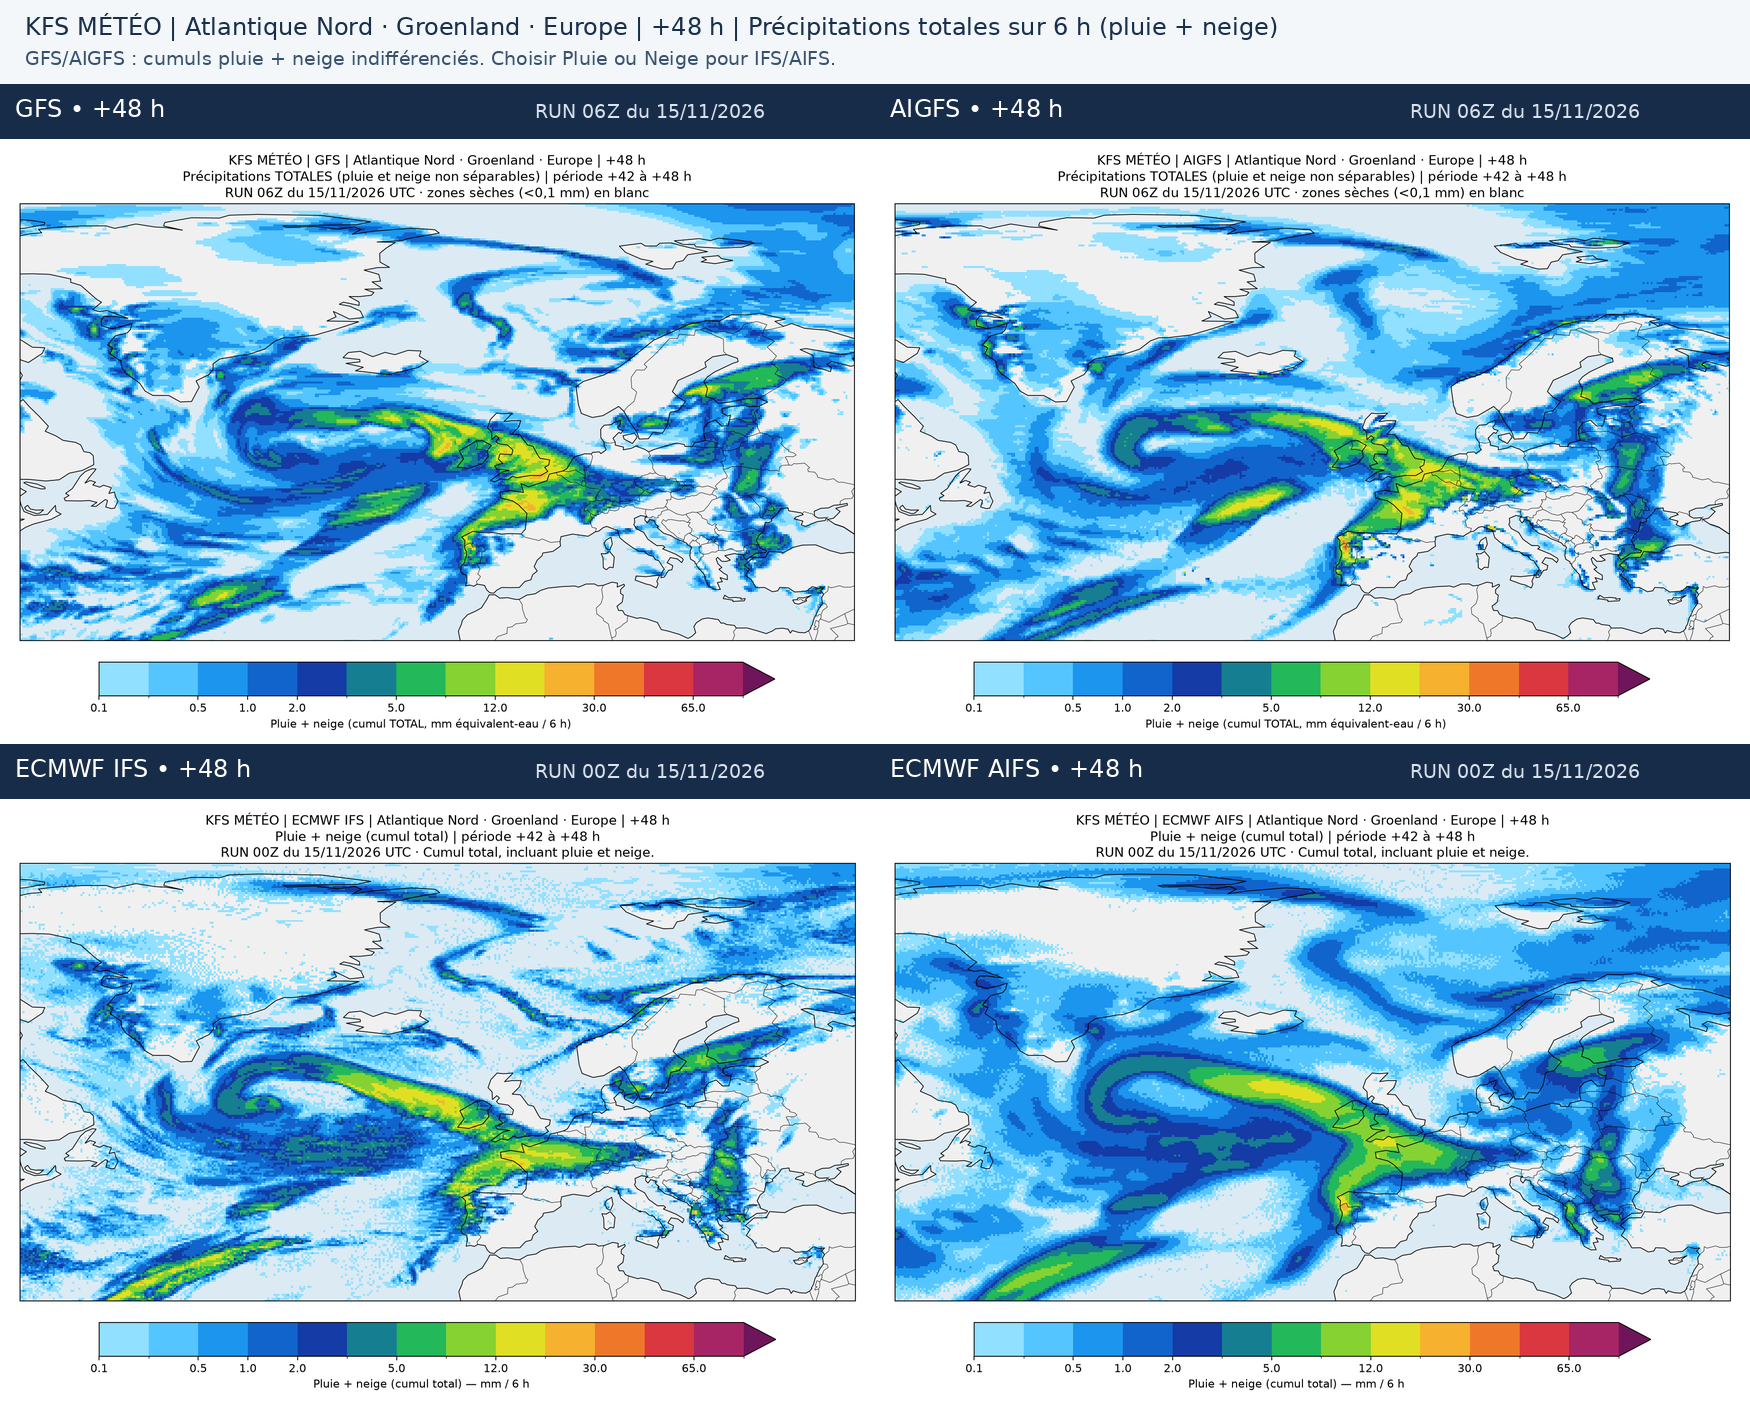 KFS MÉTÉO | Atlantique Nord · Groenland · Europe | +48 h | Précipitations totales sur 6 h (pluie + neige)
GFS/AIGFS : cumuls pluie + neige indifférenciés. Choisir Pluie ou Neige pour IFS/AIFS.
GFS • +48 h
RUN 06Z du 15/11/2026
AIGFS • +48 h
RUN 06Z du 15/11/2026
KFS MÉTÉO | GFS | Atlantique Nord · Groenland · Europe | +48 h
Précipitations TOTALES (pluie et neige non séparables) | période +42 à +48 h
RUN 06Z du 15/11/2026 UTC · zones sèches (<0,1 mm) en blanc
KFS MÉTÉO | AIGFS | Atlantique Nord · Groenland · Europe | +48 h
Précipitations TOTALES (pluie et neige non séparables) | période +42 à +48 h
RUN 06Z du 15/11/2026 UTC · zones sèches (<0,1 mm) en blanc
0.1 0.5 1.0 2.0 5.0 12.0 30.0 65.0
Pluie + neige (cumul TOTAL, mm équivalent-eau / 6 h)
0.1 0.5 1.0 2.0 5.0 12.0 30.0 65.0
Pluie + neige (cumul TOTAL, mm équivalent-eau / 6 h)
ECMWF IFS • +48 h
RUN 00Z du 15/11/2026
ECMWF AIFS • +48 h
RUN 00Z du 15/11/2026
KFS MÉTÉO | ECMWF IFS | Atlantique Nord · Groenland · Europe | +48 h
Pluie + neige (cumul total) | période +42 à +48 h
RUN 00Z du 15/11/2026 UTC · Cumul total, incluant pluie et neige.
KFS MÉTÉO | ECMWF AIFS | Atlantique Nord · Groenland · Europe | +48 h
Pluie + neige (cumul total) | période +42 à +48 h
RUN 00Z du 15/11/2026 UTC · Cumul total, incluant pluie et neige.
0.1 0.5 1.0 2.0 5.0 12.0 30.0 65.0
Pluie + neige (cumul total) — mm / 6 h
0.1 0.5 1.0 2.0 5.0 12.0 30.0 65.0
Pluie + neige (cumul total) — mm / 6 h